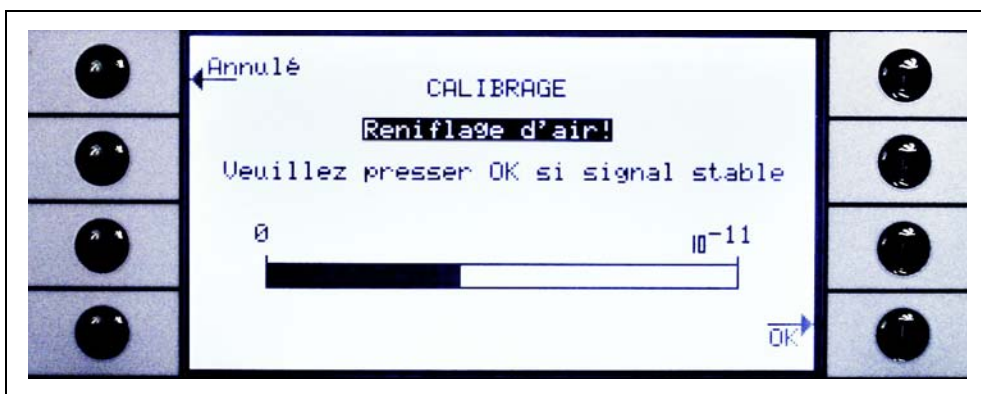 Annulé
CALIBRAGE
Reniflage d'air!
Veuillez presser OK si signal stable
0 10-11
OK